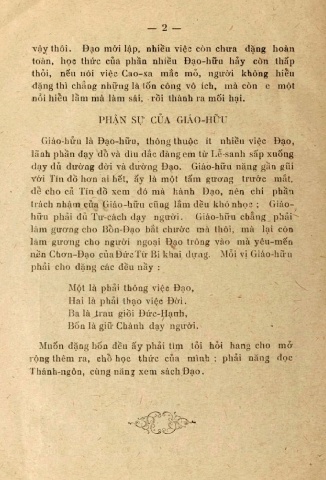 — 2 —
vậy thôi. Đạo mới lập, nhiều việc còn chưa đặng hoàn
toàn, học thức của phần nhiều Đạo-hữu hảy còn thấp
thỏi, nếu nói việc Cao-sa mắc mỏ, người không hiểu
đặng thì chẳng những là tốn công vô ích, mà còn e một
nỗi hiểu lầm mà làm sái, rồi thành ra mối hại.
PHẬN SỰ CỦA GIÁO-HỮU
Giáo-hữu là Đạo-hữu, thông thuộc ít nhiều việc Đạo,
lãnh phần dạy dỗ và dìu dắc đàng em từ Lễ-sanh sấp xuống
dạy đủ đường đời và đường Đạo. Giáo-hữu năng gần gủi
với Tín đồ hơn ai hết, ấy là một tấm gương trước mắt,
để cho cả Tín đồ xem đó mà hành Đạo, nên chi phần
trách nhậm của Giáo-hữu cũng lắm đều khó nhọc ; Giáo-
hữu phải đủ Tư-cách dạy người. Giáo-hữu chẳng phải
làm gương cho Bổn-Đạo bắt chước mà thôi, mà lại còn
làm gương cho người ngoại Đạo trông vào mà yêu-mến
nền Chơn-Đạo của Đức Từ Bi khai dựng. Mỗi vị Giáo-hữu
phải cho đặng các đều nầy :
Một là phải thông việc Đạo,
Hai là phải thạo việc Đời.
Ba là trau giồi Đức-Hạnh,
Bốn là giữ Chánh dạy người.
Muốn đặng bốn đều ấy phải tìm tòi hỏi hang cho mở
rộng thêm ra, chỗ học thức của mình ; phải năng đọc
Thánh-ngôn, cùng năng xem sách Đạo.